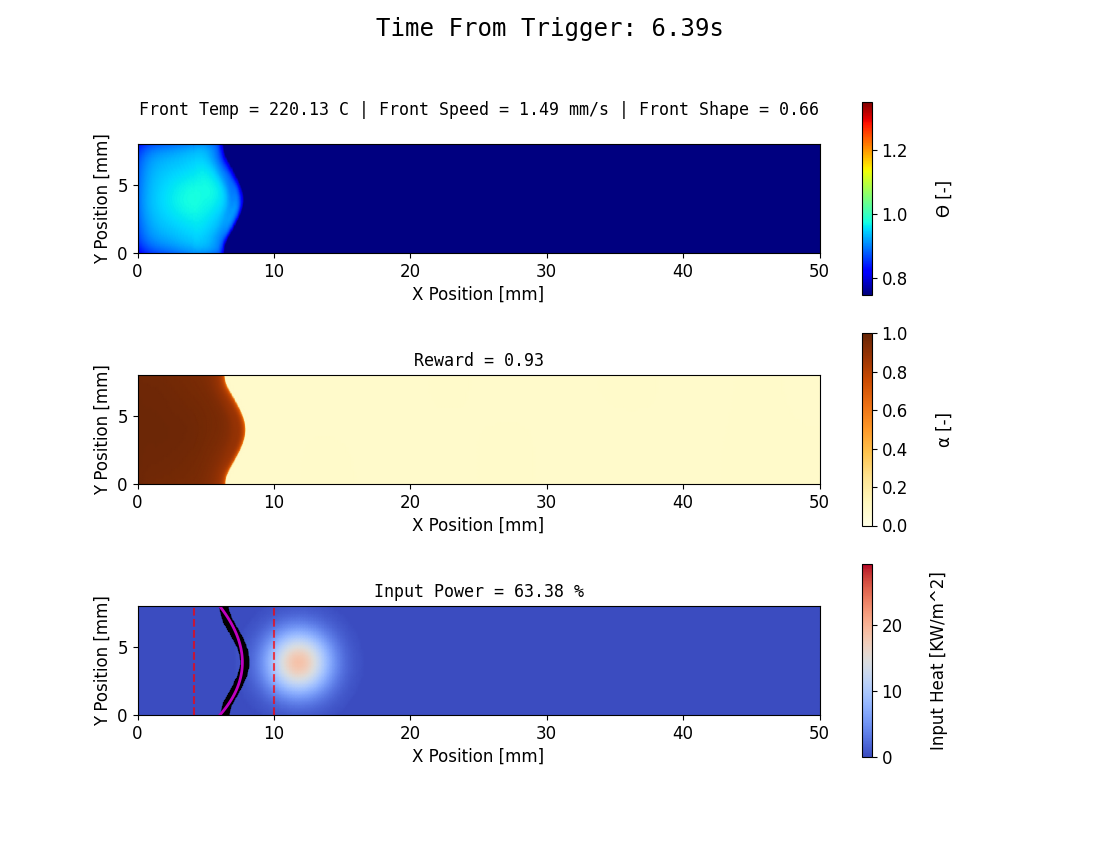 Time From Trigger: 6.39s
Front Temp = 220.13 C | Front Speed = 1.49 mm/s | Front Shape = 0.66
Y Position [mm]
5
0
0 10 20 30 40 50
X Position [mm]
1.2
1.0
0.8
Θ [-]
Reward = 0.93
Y Position [mm]
5
0
0 10 20 30 40 50
X Position [mm]
1.0
0.8
0.6
0.4
0.2
0.0
α [-]
Input Power = 63.38 %
Y Position [mm]
5
0
0 10 20 30 40 50
X Position [mm]
20
10
0
Input Heat [KW/m^2]